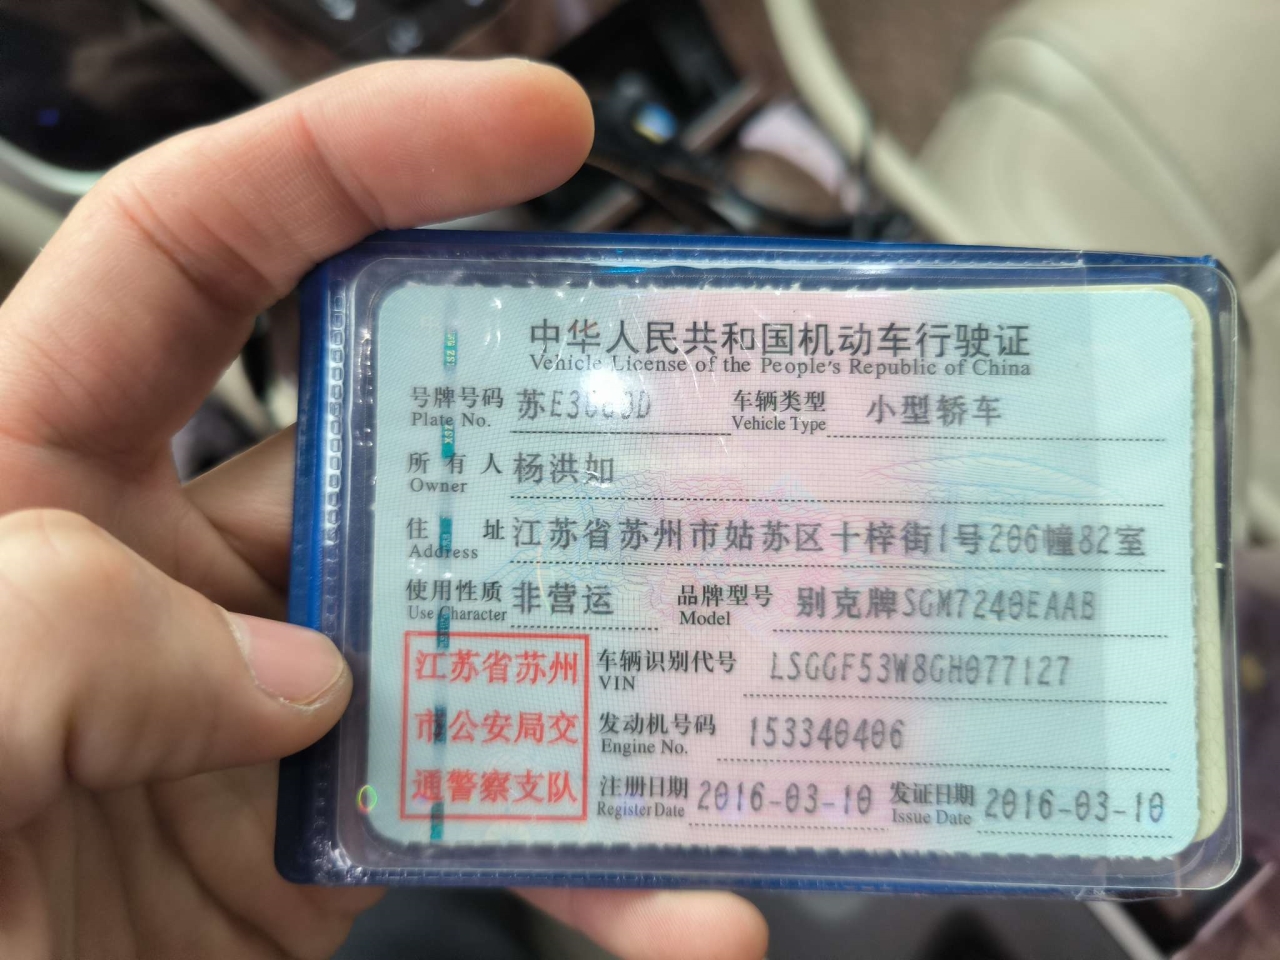 中华人民共和国机动车行驶证
Vehicle License of the People's Republic of China
号牌号码 车辆类型 小型轿车
Plate No. Vehicle Type
所有人 杨洪如
Owner
住址 江苏省苏州市姑苏区十梓街1号206幢82室
Address
使用性质 非营运 品牌型号 别克牌SGM7240EAAB
Use Character Model
江苏省苏州 车辆识别代号 LSGGF53W8GH077127
VIN
市公安局交 发动机号码 153340406
Engine No.
通警察支队 注册日期 2016-03-10 发证日期 2016-03-10
Register Date Issue Date